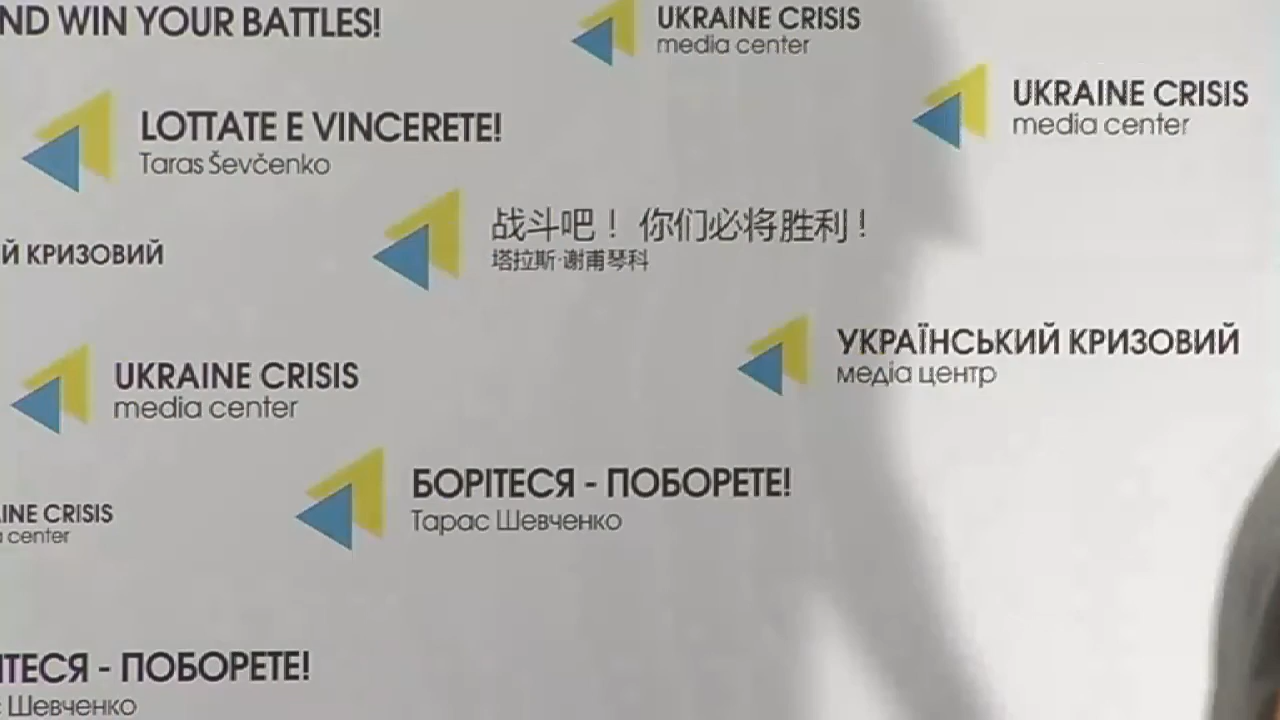 ND WIN YOUR BATTLES!
UKRAINE CRISIS
media center
UKRAINE CRISIS
media center
LOTTATE E VINCERETE!
Taras Ševčenko
战斗吧！ 你们必将胜利！
塔拉斯·谢甫琴科
Й КРИЗОВИЙ
УКРАЇНСЬКИЙ КРИЗОВИЙ
медіа центр
UKRAINE CRISIS
media center
БОРІТЕСЯ - ПОБОРЕТЕ!
Тарас Шевченко
INE CRISIS
center
ІТЕСЯ - ПОБОРЕТЕ!
Шевченко